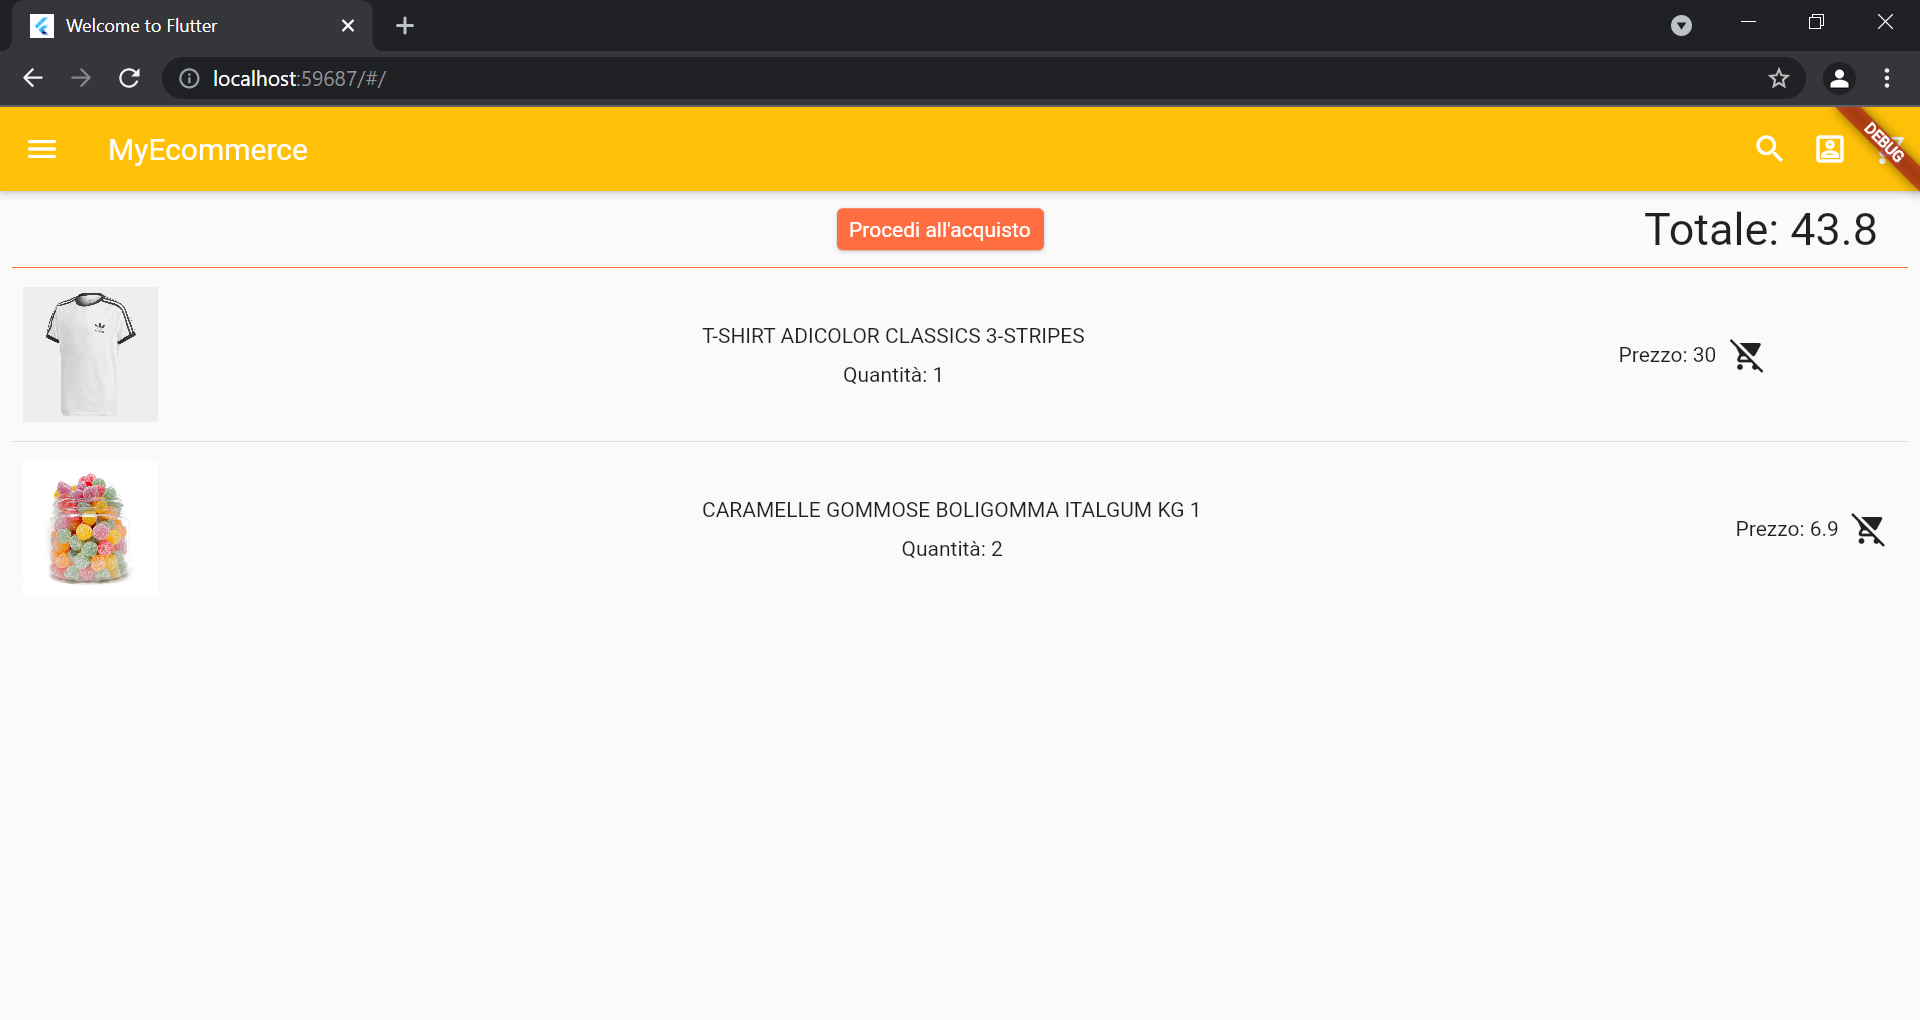 Welcome to Flutter
localhost:59687/#/
MyEcommerce
DEBUG
Procedi all'acquisto
Totale: 43.8
T-SHIRT ADICOLOR CLASSICS 3-STRIPES
Quantità: 1
Prezzo: 30
CARAMELLE GOMMOSE BOLIGOMMA ITALGUM KG 1
Quantità: 2
Prezzo: 6.9